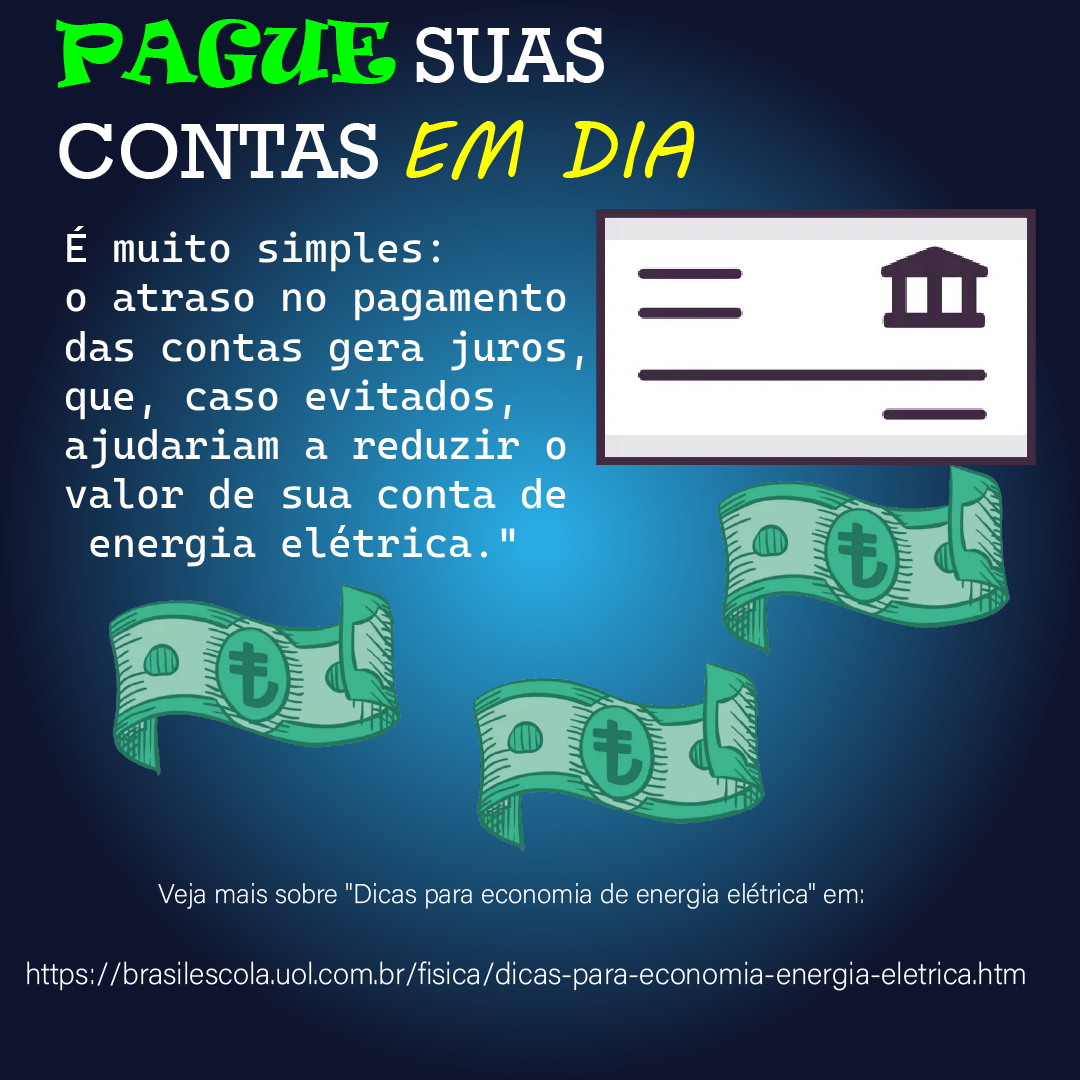 PAGUE SUAS
CONTAS EM DIA
É muito simples:
o atraso no pagamento
das contas gera juros,
que, caso evitados,
ajudariam a reduzir o
valor de sua conta de
energia elétrica."
₺
₺
₺
Veja mais sobre "Dicas para economia de energia elétrica" em:
https://brasilescola.uol.com.br/fisica/dicas-para-economia-energia-eletrica.htm